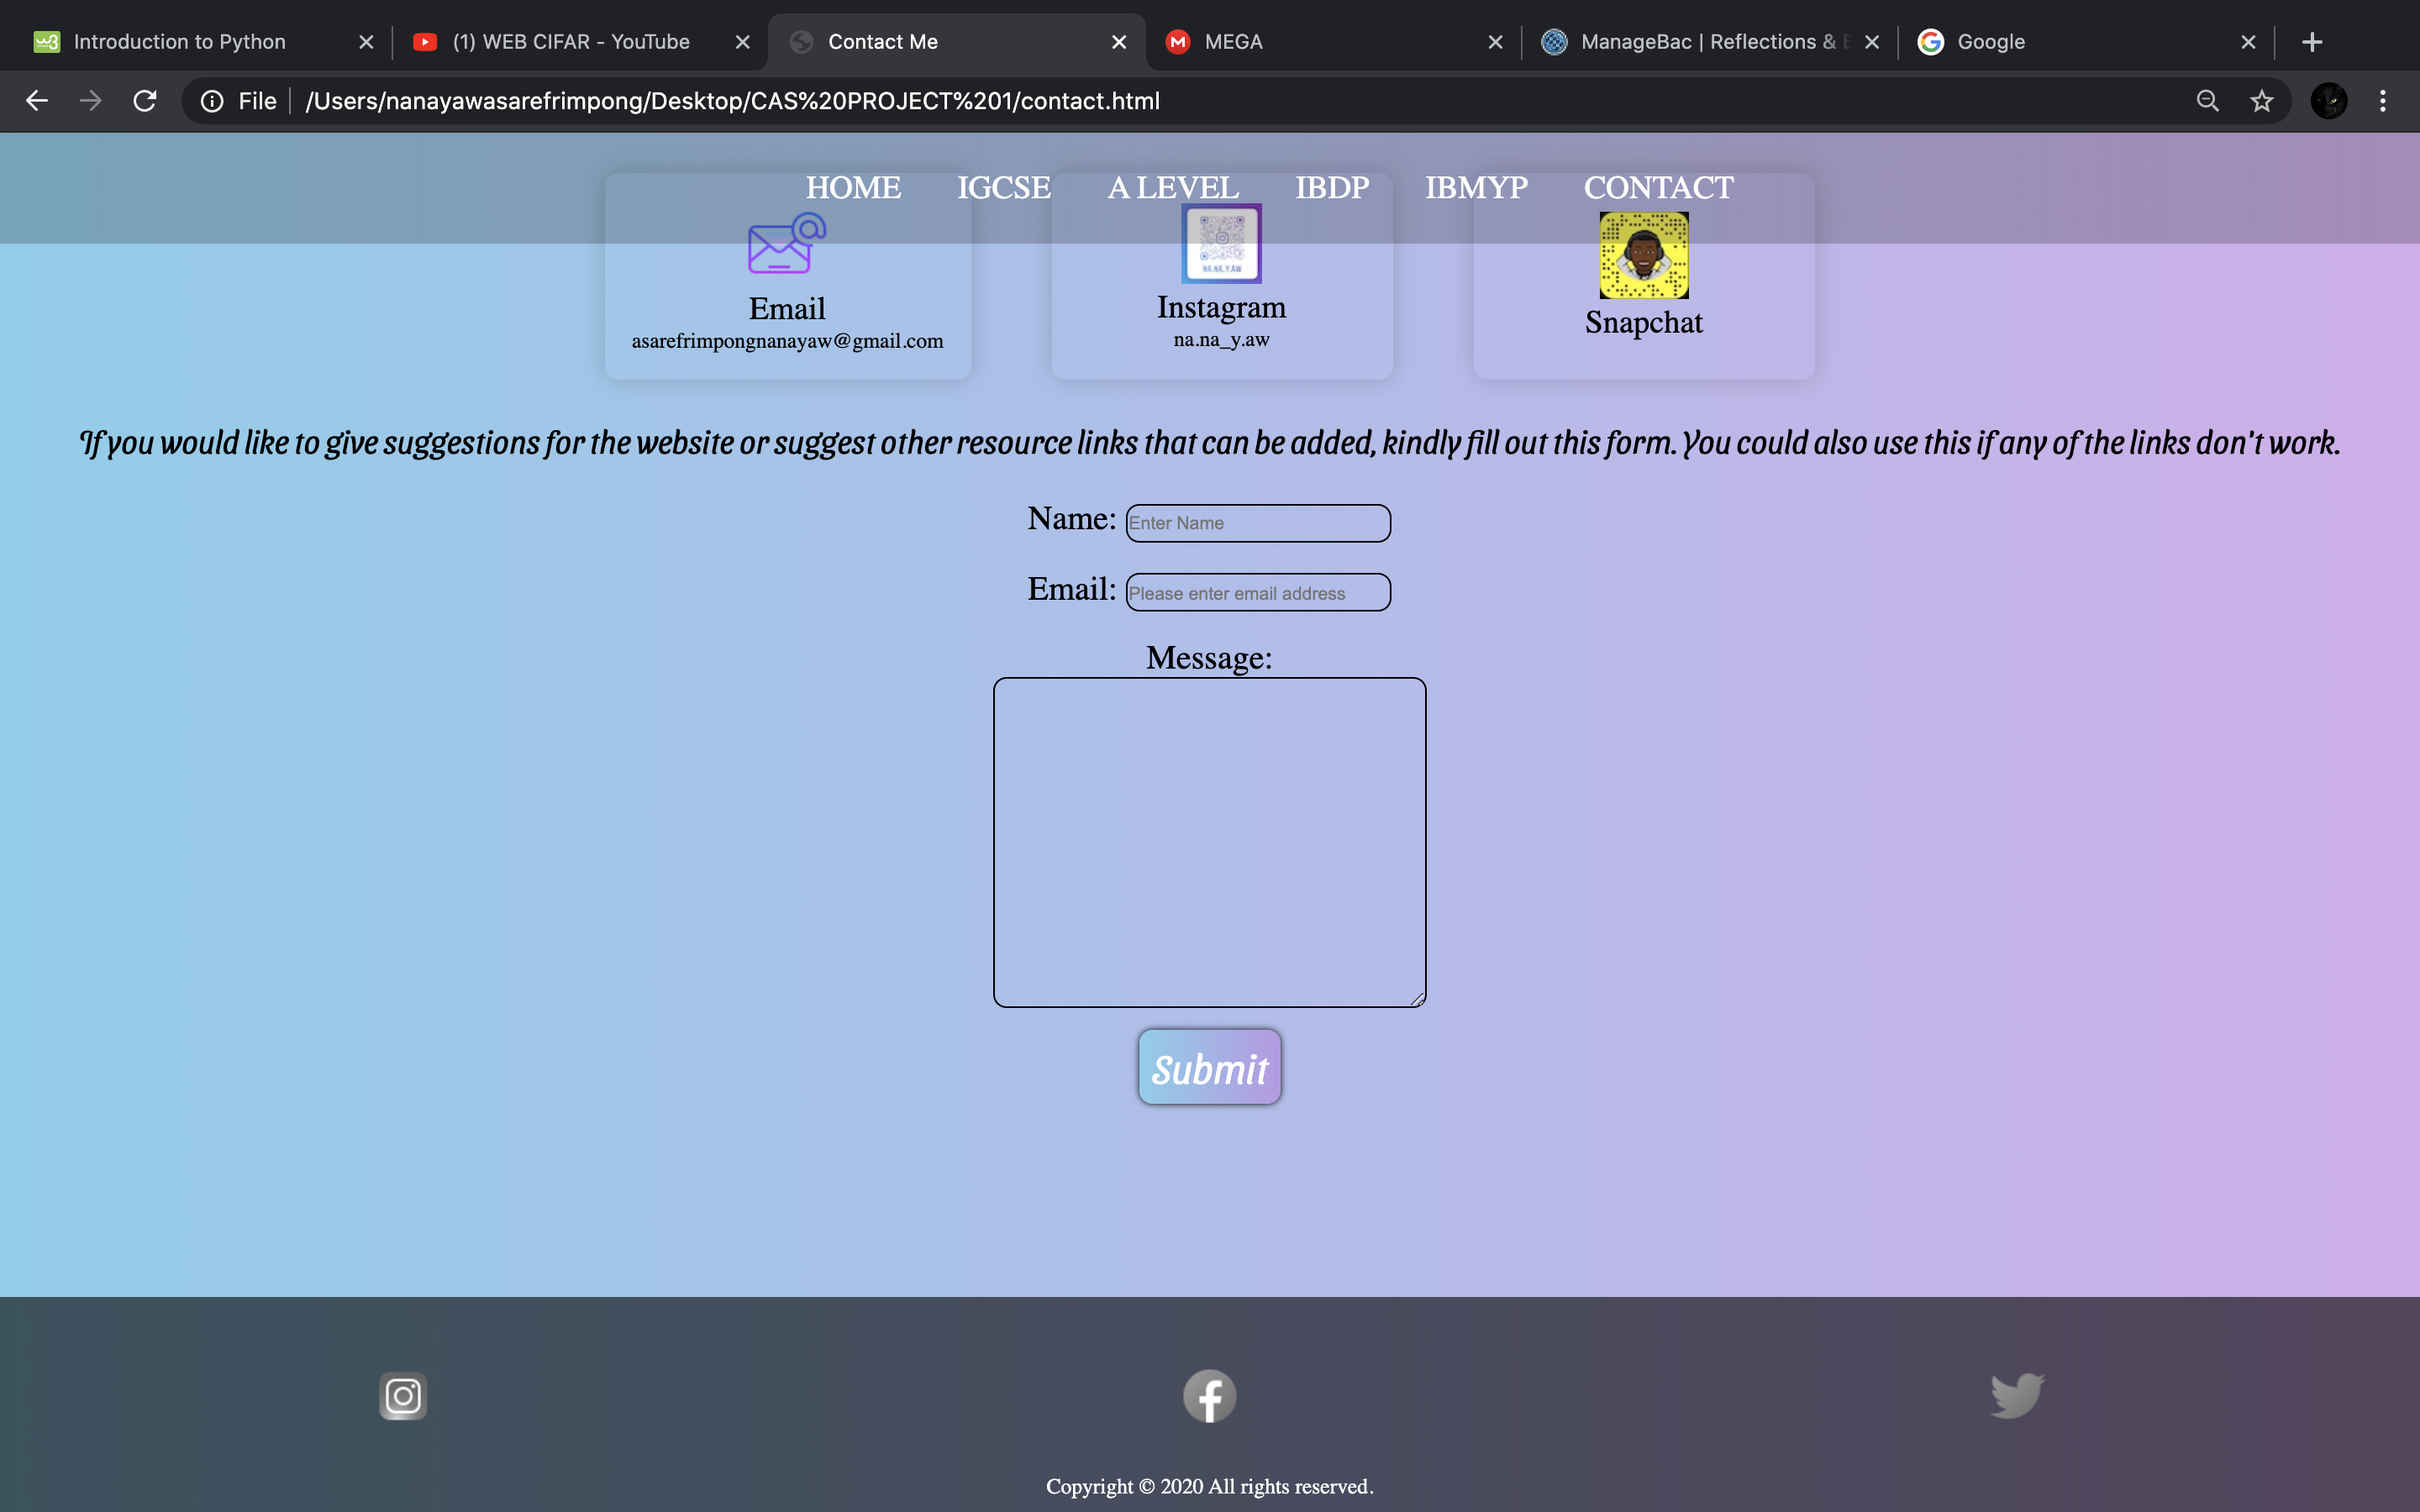 Introduction to Python
(1) WEB CIFAR - YouTube
Contact Me
MEGA
ManageBac | Reflections &
Google
File /Users/nanayawasarefrimpong/Desktop/CAS%20PROJECT%201/contact.html
HOME IGCSE A LEVEL IBDP IBMYP CONTACT
NA.NA_Y.AW
Email
asarefrimpongnanayaw@gmail.com
Instagram
na.na_y.aw
Snapchat
If you would like to give suggestions for the website or suggest other resource links that can be added, kindly fill out this form. You could also use this if any of the links don't work.
Name: Enter Name
Email: Please enter email address
Message:
Submit
Copyright © 2020 All rights reserved.